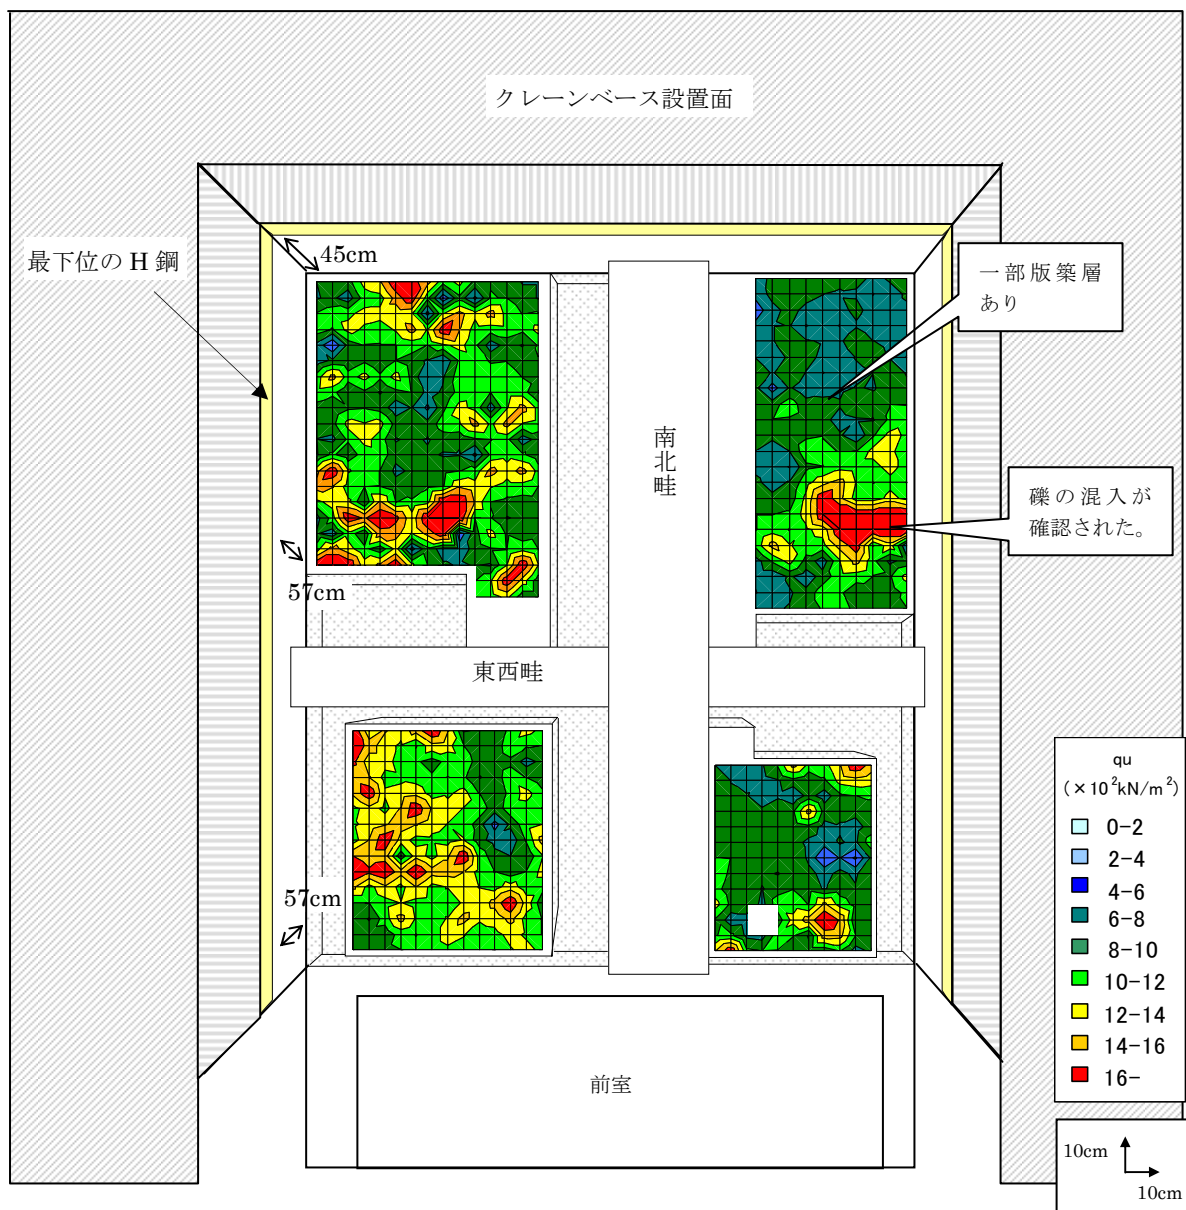 クレーンベース設置面
最下位の H 鋼
45cm
一部版築層
あり
南北畦
礫の混入が
確認された。
57cm
東西畦
57cm
qu
(×10²kN/m²)
0-2
2-4
4-6
6-8
8-10
10-12
12-14
14-16
16-
前室
10cm
10cm